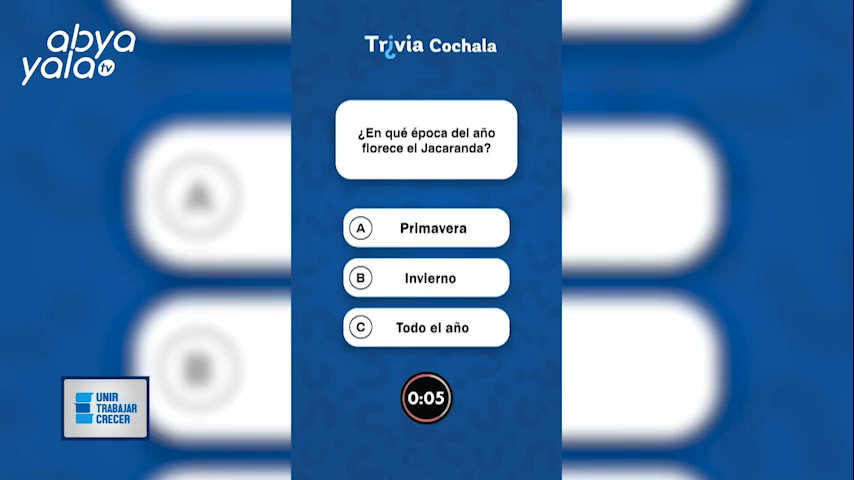 abya
yala tv
Trivia Cochala
¿En qué época del año
florece el Jacaranda?
A Primavera
B Invierno
C Todo el año
0:05
A
B
UNIR
TRABAJAR
CRECER